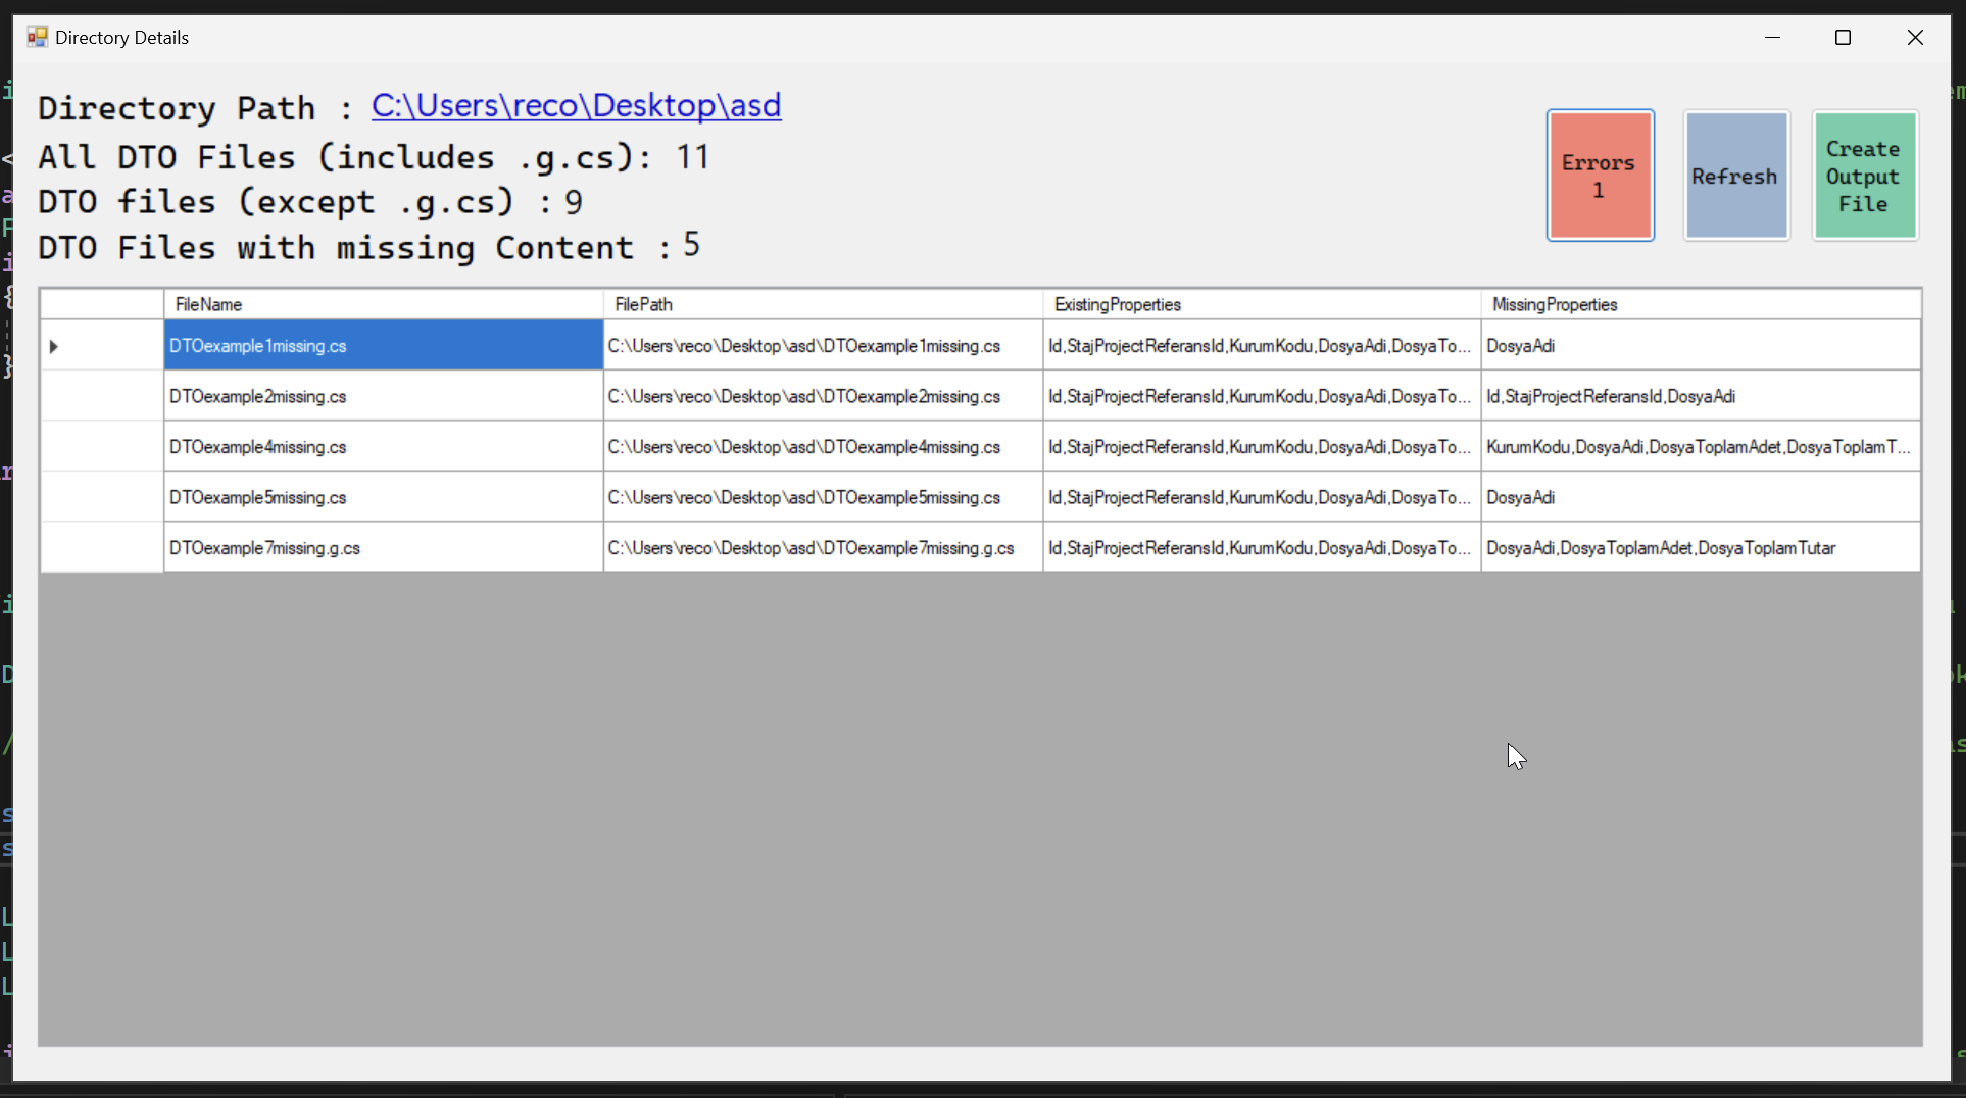 Directory Details
Directory Path : C:\Users\reco\Desktop\asd
All DTO Files (includes .g.cs): 11
DTO files (except .g.cs) : 9
DTO Files with missing Content : 5
Errors
1
Refresh
Create
Output
File
FileName FilePath ExistingProperties MissingProperties
DTOexample1missing.cs C:\Users\reco\Desktop\asd\DTOexample1missing.cs Id,StajProjectReferansId,KurumKodu,DosyaAdi,DosyaTo... DosyaAdi
DTOexample2missing.cs C:\Users\reco\Desktop\asd\DTOexample2missing.cs Id,StajProjectReferansId,KurumKodu,DosyaAdi,DosyaTo... Id,StajProjectReferansId,DosyaAdi
DTOexample4missing.cs C:\Users\reco\Desktop\asd\DTOexample4missing.cs Id,StajProjectReferansId,KurumKodu,DosyaAdi,DosyaTo... KurumKodu,DosyaAdi,DosyaToplamAdet,DosyaToplamT...
DTOexample5missing.cs C:\Users\reco\Desktop\asd\DTOexample5missing.cs Id,StajProjectReferansId,KurumKodu,DosyaAdi,DosyaTo... DosyaAdi
DTOexample7missing.g.cs C:\Users\reco\Desktop\asd\DTOexample7missing.g.cs Id,StajProjectReferansId,KurumKodu,DosyaAdi,DosyaTo... DosyaAdi,DosyaToplamAdet,DosyaToplamTutar